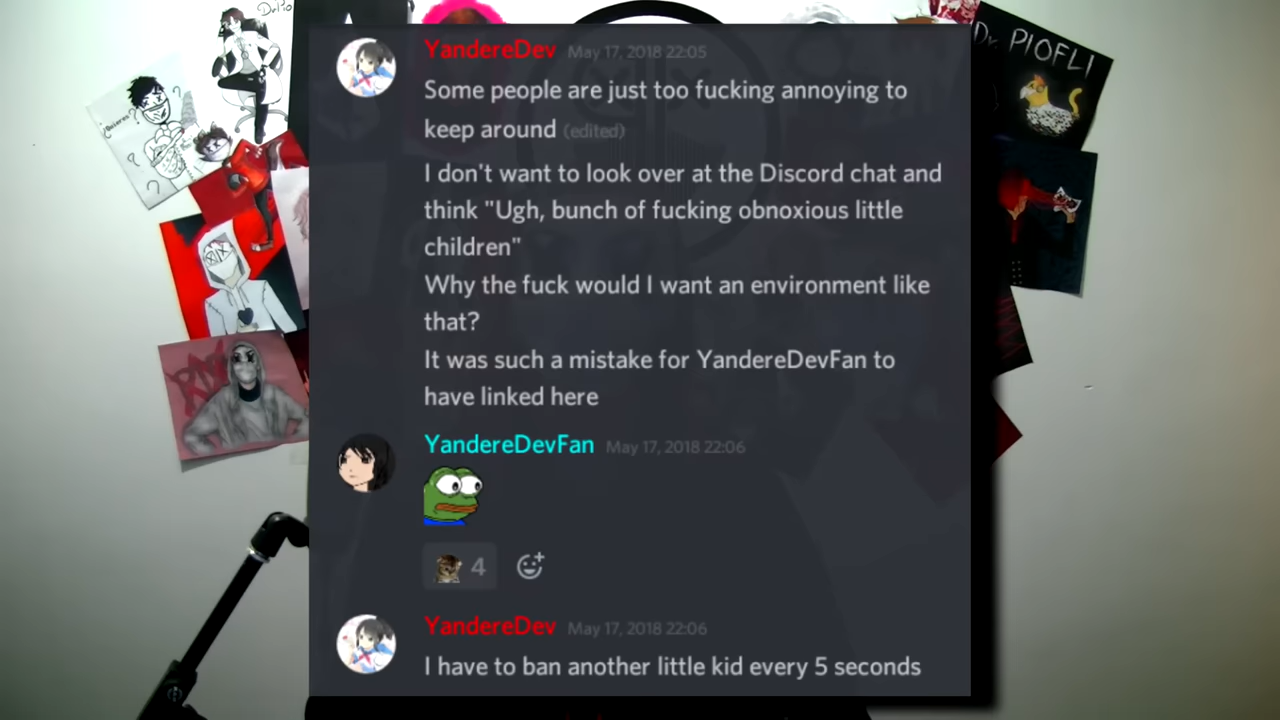 Dr.Pio
Dr. PIOFLI
YandereDev May 17, 2018 22:05
Some people are just too fucking annoying to
keep around (edited)
I don't want to look over at the Discord chat and
think "Ugh, bunch of fucking obnoxious little
children"
Why the fuck would I want an environment like
that?
It was such a mistake for YandereDevFan to
have linked here
YandereDevFan May 17, 2018 22:06
4
YandereDev May 17, 2018 22:06
I have to ban another little kid every 5 seconds